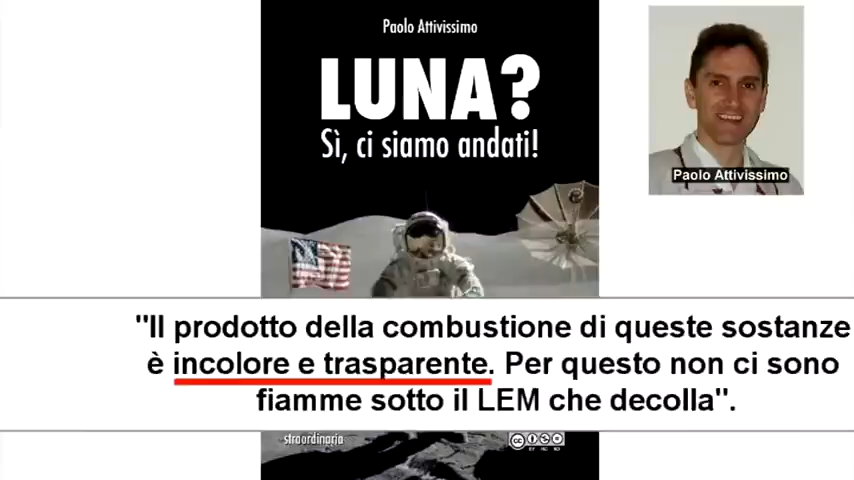 Paolo Attivissimo
LUNA?
Sì, ci siamo andati!
Paolo Attivissimo
"Il prodotto della combustione di queste sostanze
è incolore e trasparente. Per questo non ci sono
fiamme sotto il LEM che decolla".
straordinaria